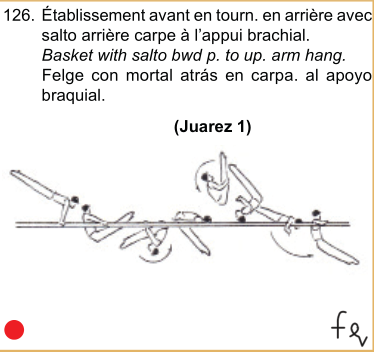 126. Établissement avant en tourn. en arrière avec
salto arrière carpe à l'appui brachial.
Basket with salto bwd p. to up. arm hang.
Felge con mortal atrás en carpa. al apoyo
braquial.
(Juarez 1)